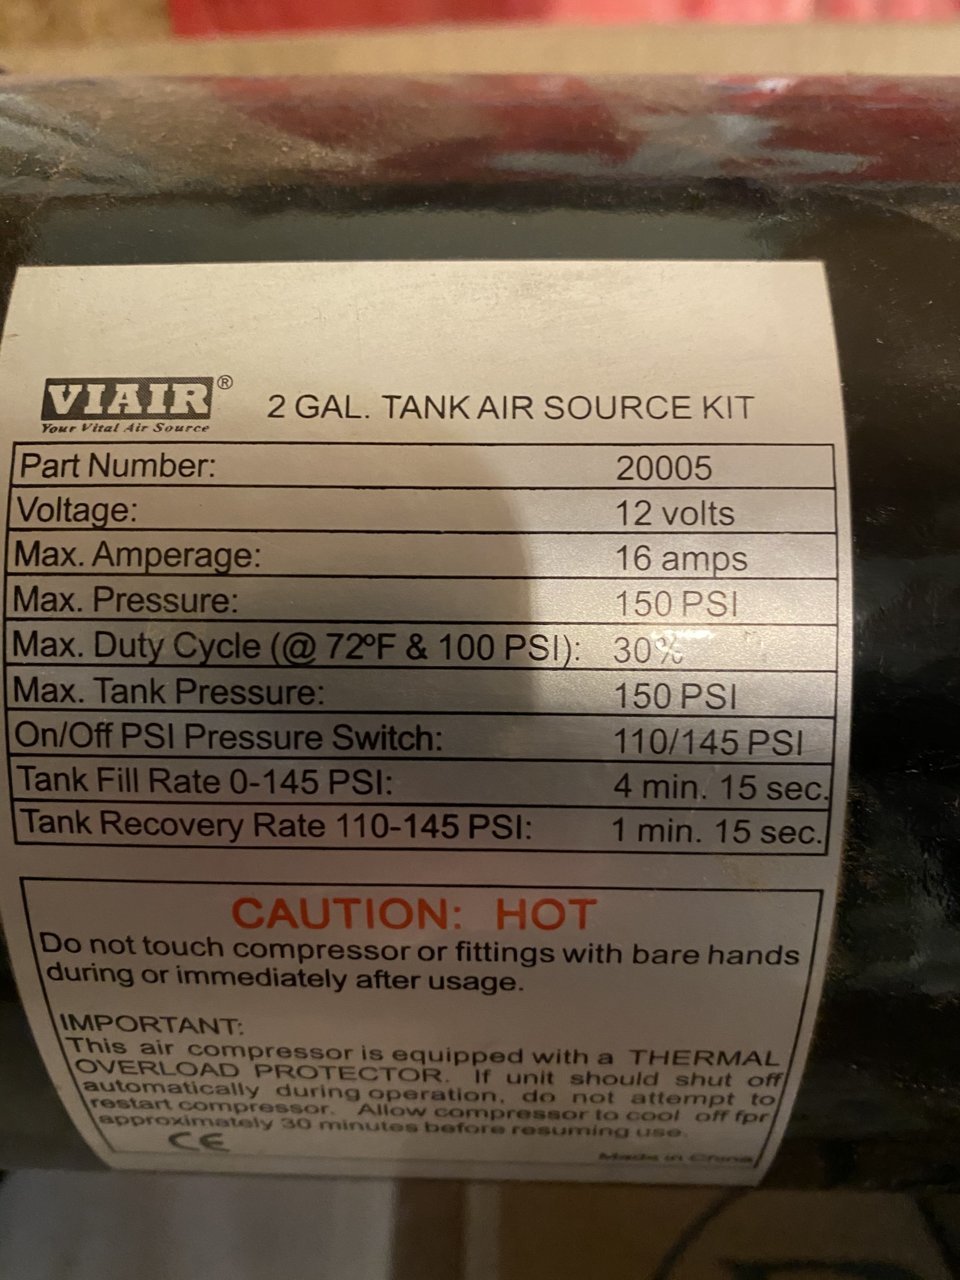 VIAIR®
Your Vital Air Source
2 GAL. TANK AIR SOURCE KIT
Part Number: 20005
Voltage: 12 volts
Max. Amperage: 16 amps
Max. Pressure: 150 PSI
Max. Duty Cycle (@ 72ºF & 100 PSI): 30%
Max. Tank Pressure: 150 PSI
On/Off PSI Pressure Switch: 110/145 PSI
Tank Fill Rate 0-145 PSI: 4 min. 15 sec.
Tank Recovery Rate 110-145 PSI: 1 min. 15 sec.
CAUTION: HOT
Do not touch compressor or fittings with bare hands
during or immediately after usage.
IMPORTANT:
This air compressor is equipped with a THERMAL
OVERLOAD PROTECTOR. If unit should shut off
automatically during operation, do not attempt to
restart compressor. Allow compressor to cool off for
approximately 30 minutes before resuming use.
CE
Made in China